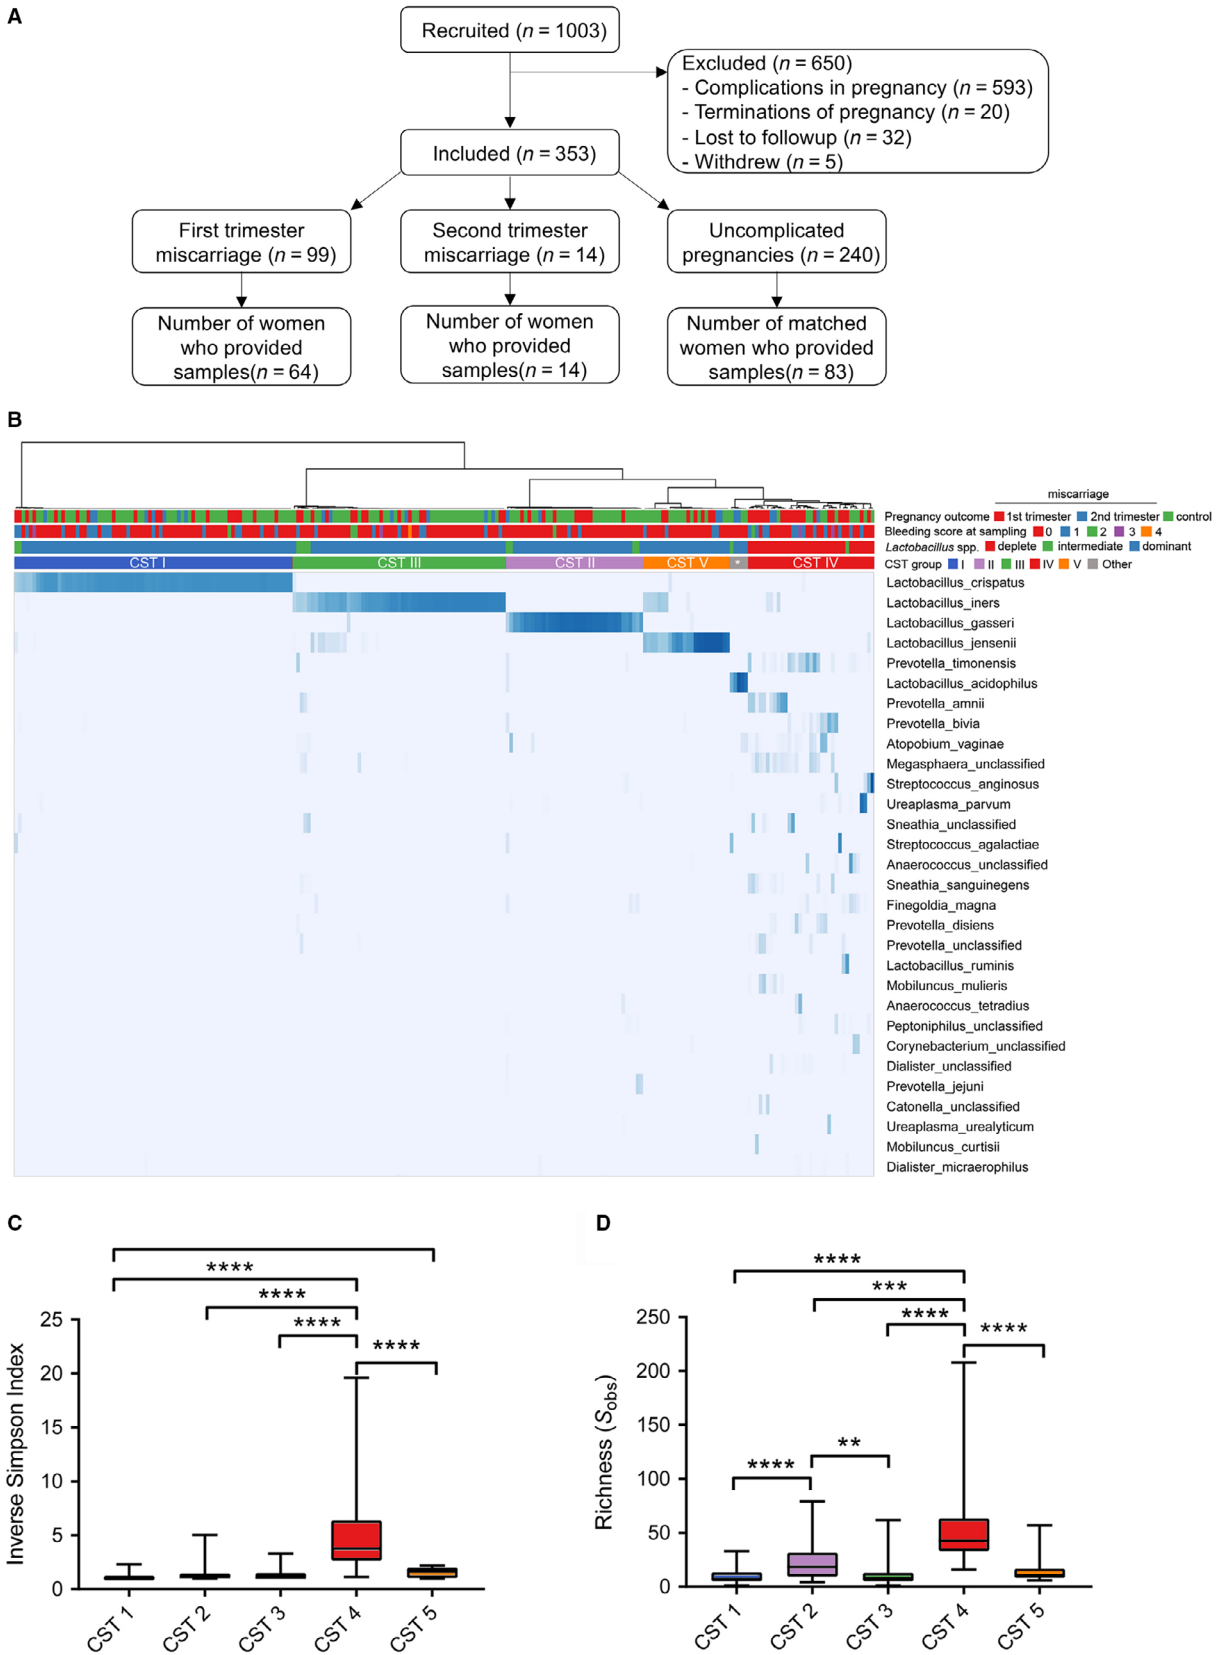 A
Recruited (n = 1003)
Excluded (n = 650)
- Complications in pregnancy (n = 593)
- Terminations of pregnancy (n = 20)
- Lost to followup (n = 32)
- Withdrew (n = 5)
Included (n = 353)
First trimester
miscarriage (n = 99)
Second trimester
miscarriage (n = 14)
Uncomplicated
pregnancies (n = 240)
Number of women
who provided
samples(n = 64)
Number of women
who provided
samples(n = 14)
Number of matched
women who provided
samples(n = 83)
B
miscarriage
Pregnancy outcome 1st trimester 2nd trimester control
Bleeding score at sampling 0 1 2 3 4
Lactobacillus spp. deplete intermediate dominant
CST group I II III IV V Other
CST I CST III CST II CST V * CST IV
Lactobacillus_crispatus
Lactobacillus_iners
Lactobacillus_gasseri
Lactobacillus_jensenii
Prevotella_timonensis
Lactobacillus_acidophilus
Prevotella_amnii
Prevotella_bivia
Atopobium_vaginae
Megasphaera_unclassified
Streptococcus_anginosus
Ureaplasma_parvum
Sneathia_unclassified
Streptococcus_agalactiae
Anaerococcus_unclassified
Sneathia_sanguinegens
Finegoldia_magna
Prevotella_disiens
Prevotella_unclassified
Lactobacillus_ruminis
Mobiluncus_mulieris
Anaerococcus_tetradius
Peptoniphilus_unclassified
Corynebacterium_unclassified
Dialister_unclassified
Prevotella_jejuni
Catonella_unclassified
Ureaplasma_urealyticum
Mobiluncus_curtisii
Dialister_micraerophilus
C
****
****
****
****
Inverse Simpson Index
25
20
15
10
5
0
CST 1 CST 2 CST 3 CST 4 CST 5
D
****
***
****
****
**
****
Richness (Sobs)
250
200
150
100
50
0
CST 1 CST 2 CST 3 CST 4 CST 5